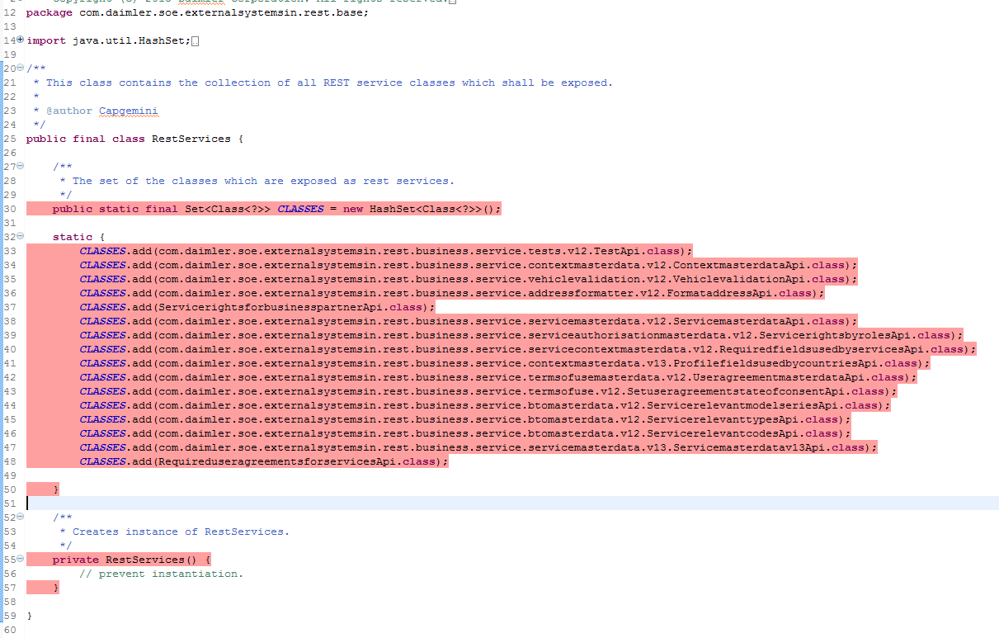 12 package com.daimler.soe.externalsystemsin.rest.base;
13
14 import java.util.HashSet;
19
20 /**
21  * This class contains the collection of all REST service classes which shall be exposed.
22  *
23  * @author Capgemini
24  */
25 public final class RestServices {
26
27     /**
28      * The set of the classes which are exposed as rest services.
29      */
30     public static final Set<Class<?>> CLASSES = new HashSet<Class<?>>();
31
32     static {
33         CLASSES.add(com.daimler.soe.externalsystemsin.rest.business.service.tests.v12.TestApi.class);
34         CLASSES.add(com.daimler.soe.externalsystemsin.rest.business.service.contextmasterdata.v12.ContextmasterdataApi.class);
35         CLASSES.add(com.daimler.soe.externalsystemsin.rest.business.service.vehiclevalidation.v12.VehiclevalidationApi.class);
36         CLASSES.add(com.daimler.soe.externalsystemsin.rest.business.service.addressformatter.v12.FormataddressApi.class);
37         CLASSES.add(ServicerightsforbusinesspartnerApi.class);
38         CLASSES.add(com.daimler.soe.externalsystemsin.rest.business.service.servicemasterdata.v12.ServicemasterdataApi.class);
39         CLASSES.add(com.daimler.soe.externalsystemsin.rest.business.service.serviceauthorisationmasterdata.v12.ServicerightsbyrolesApi.class);
40         CLASSES.add(com.daimler.soe.externalsystemsin.rest.business.service.servicecontextmasterdata.v12.RequiredfieldsusedbyservicesApi.class);
41         CLASSES.add(com.daimler.soe.externalsystemsin.rest.business.service.contextmasterdata.v13.ProfilefieldsusedbycountriesApi.class);
42         CLASSES.add(com.daimler.soe.externalsystemsin.rest.business.service.termsofusemasterdata.v12.UseragreementmasterdataApi.class);
43         CLASSES.add(com.daimler.soe.externalsystemsin.rest.business.service.termsofuse.v12.SetuseragreementstateofconsentApi.class);
44         CLASSES.add(com.daimler.soe.externalsystemsin.rest.business.service.btomasterdata.v12.ServicerelevantmodelseriesApi.class);
45         CLASSES.add(com.daimler.soe.externalsystemsin.rest.business.service.btomasterdata.v12.ServicerelevanttypesApi.class);
46         CLASSES.add(com.daimler.soe.externalsystemsin.rest.business.service.btomasterdata.v12.ServicerelevantcodesApi.class);
47         CLASSES.add(com.daimler.soe.externalsystemsin.rest.business.service.servicemasterdata.v13.Servicemasterdatav13Api.class);
48         CLASSES.add(RequireduseragreementsforservicesApi.class);
49
50     }
51
52     /**
53      * Creates instance of RestServices.
54      */
55     private RestServices() {
56         // prevent instantiation.
57     }
58
59 }
60